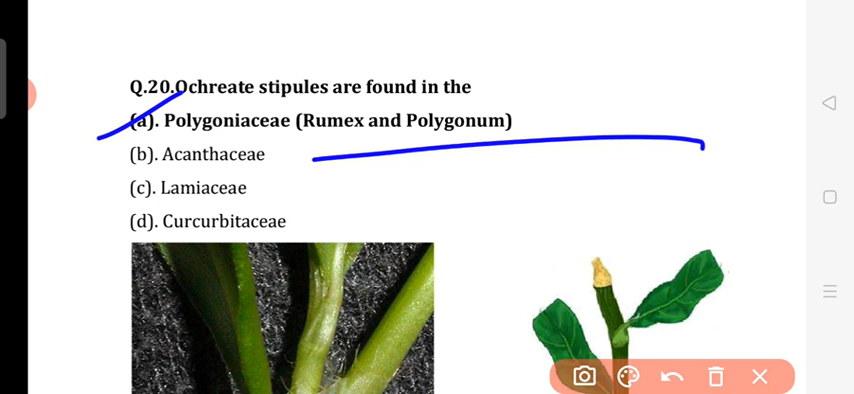 Q.20.Ochreate stipules are found in the
(a). Polygoniaceae (Rumex and Polygonum)
(b). Acanthaceae
(c). Lamiaceae
(d). Curcurbitaceae